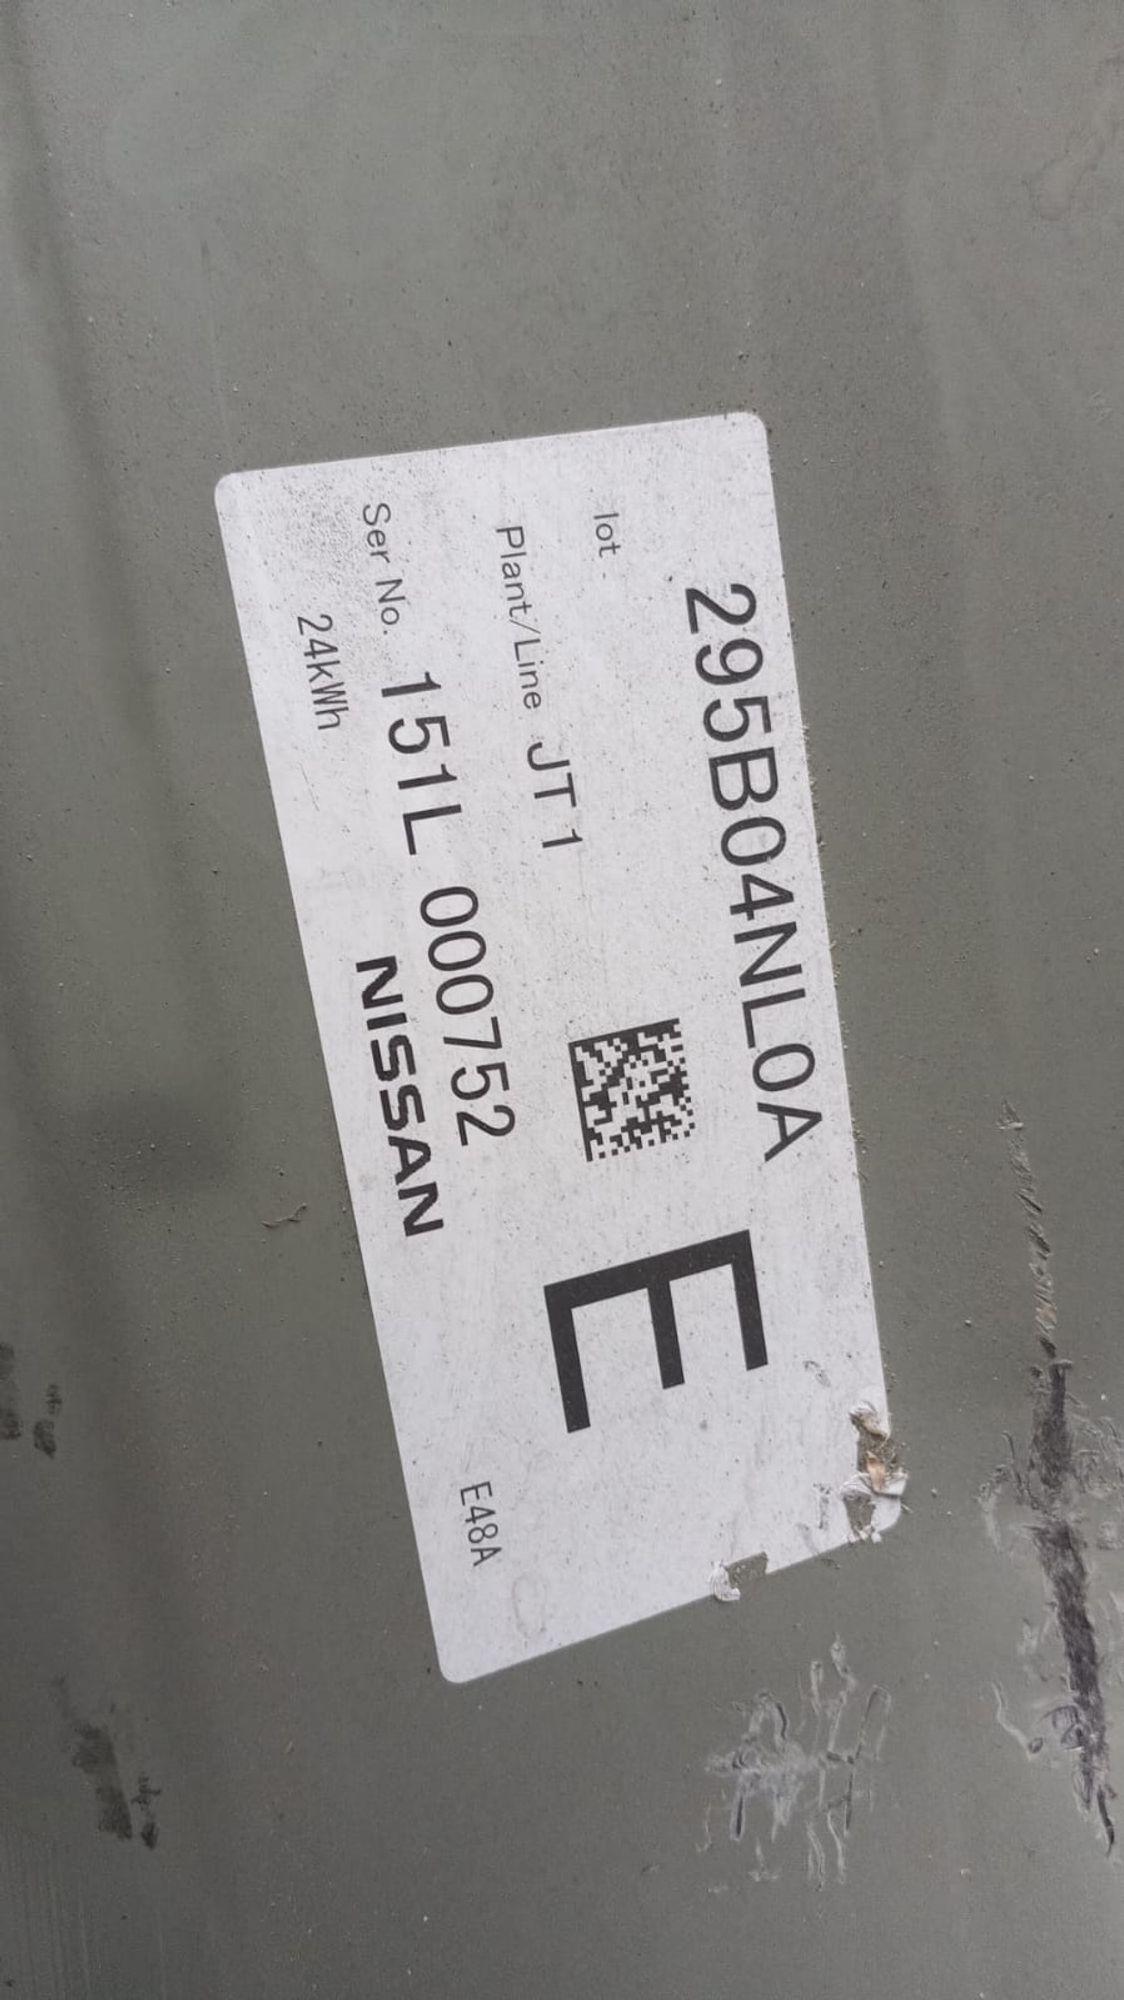 295B04NL0A
lot
E
Plant/Line JT1
Ser No. 151L 000752
24kWh
NISSAN
E48A